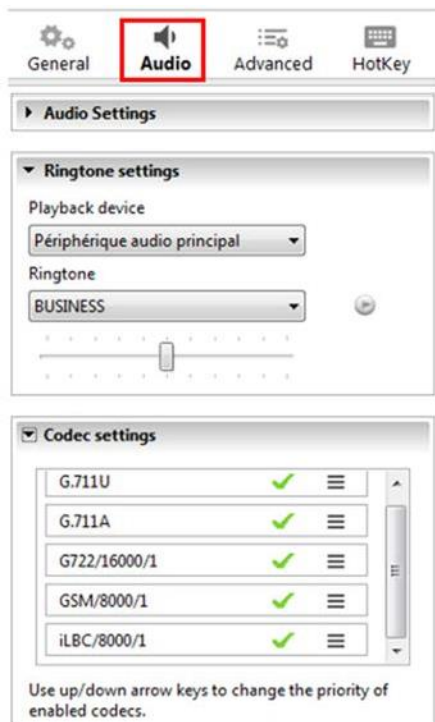 General Audio Advanced HotKey
Audio Settings
Ringtone settings
Playback device
Périphérique audio principal
Ringtone
BUSINESS
Codec settings
G.711U
G.711A
G722/16000/1
GSM/8000/1
iLBC/8000/1
Use up/down arrow keys to change the priority of
enabled codecs.